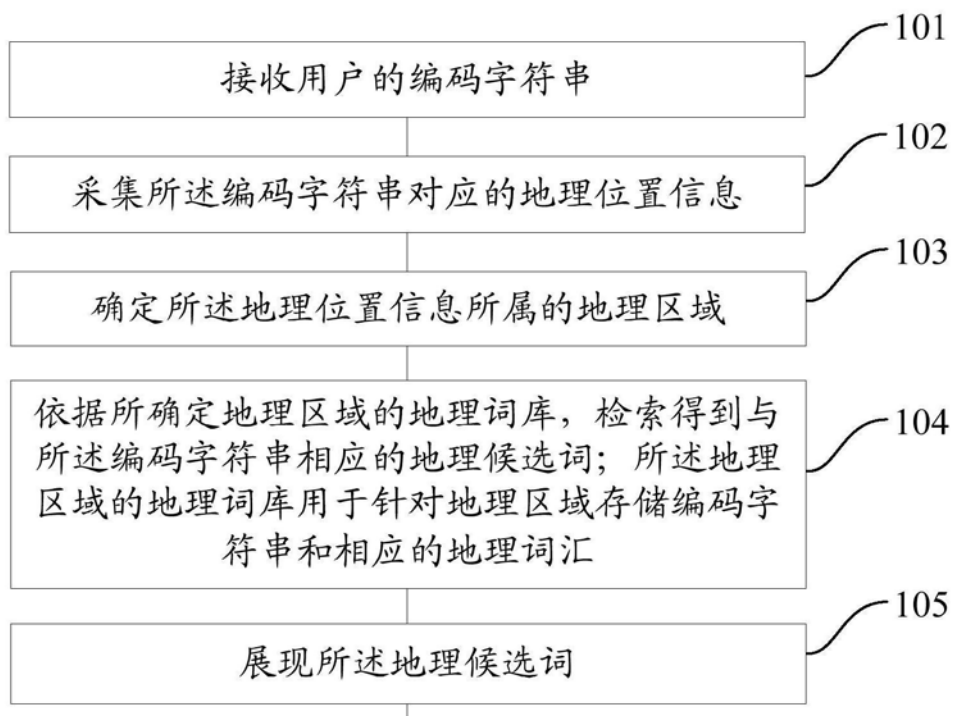 101
接收用户的编码字符串
102
采集所述编码字符串对应的地理位置信息
103
确定所述地理位置信息所属的地理区域
104
依据所确定地理区域的地理词库，检索得到与
所述编码字符串相应的地理候选词；所述地理
区域的地理词库用于针对地理区域存储编码字
符串和相应的地理词汇
105
展现所述地理候选词